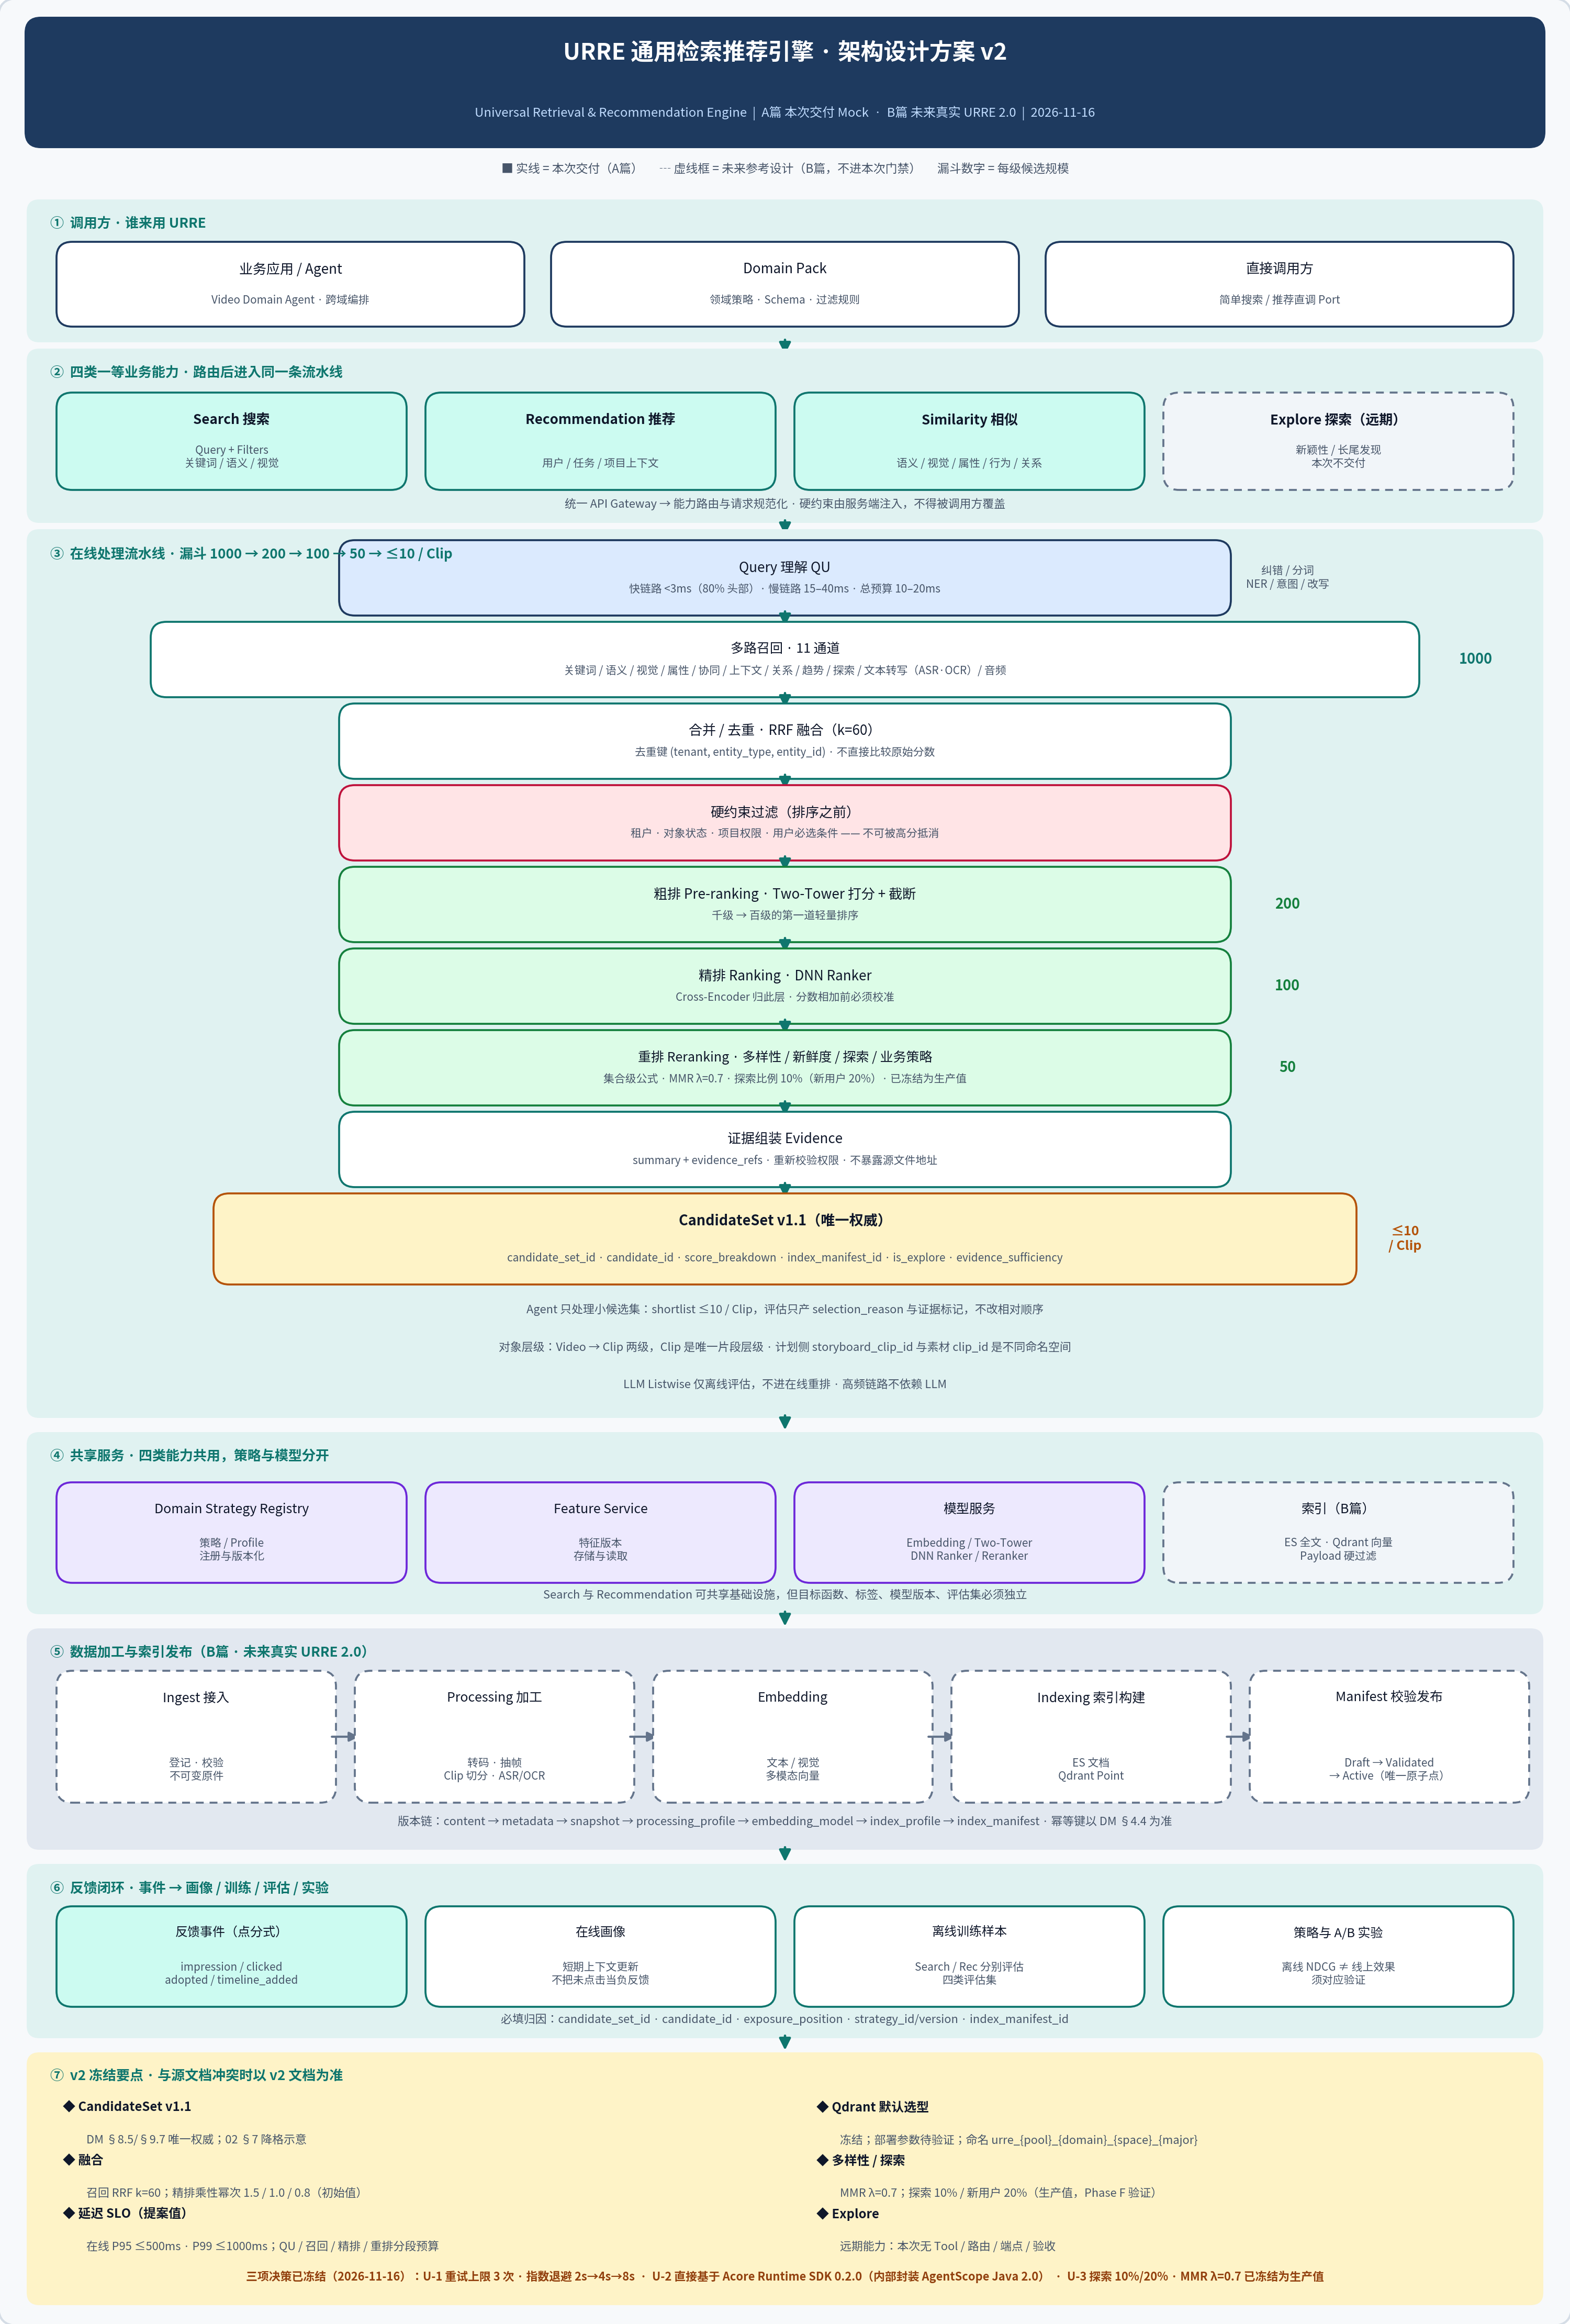 URRE 通用检索推荐引擎 · 架构设计方案 v2
Universal Retrieval & Recommendation Engine | A篇 本次交付 Mock · B篇 未来真实 URRE 2.0 | 2026-11-16
■ 实线 = 本次交付（A篇） --- 虚线框 = 未来参考设计（B篇，不进本次门禁） 漏斗数字 = 每级候选规模
① 调用方 · 谁来用 URRE
业务应用 / Agent
Video Domain Agent · 跨域编排
Domain Pack
领域策略 · Schema · 过滤规则
直接调用方
简单搜索 / 推荐直调 Port
② 四类一等业务能力 · 路由后进入同一条流水线
Search 搜索
Query + Filters
关键词 / 语义 / 视觉
Recommendation 推荐
用户 / 任务 / 项目上下文
Similarity 相似
语义 / 视觉 / 属性 / 行为 / 关系
Explore 探索（远期）
新颖性 / 长尾发现
本次不交付
统一 API Gateway → 能力路由与请求规范化 · 硬约束由服务端注入，不得被调用方覆盖
③ 在线处理流水线 · 漏斗 1000 → 200 → 100 → 50 → ≤10 / Clip
Query 理解 QU
快链路 <3ms（80% 头部）· 慢链路 15–40ms · 总预算 10–20ms
纠错 / 分词
NER / 意图 / 改写
多路召回 · 11 通道
关键词 / 语义 / 视觉 / 属性 / 协同 / 上下文 / 关系 / 趋势 / 探索 / 文本转写（ASR·OCR）/ 音频
1000
合并 / 去重 · RRF 融合（k=60）
去重键 (tenant, entity_type, entity_id) · 不直接比较原始分数
硬约束过滤（排序之前）
租户 · 对象状态 · 项目权限 · 用户必选条件 —— 不可被高分抵消
粗排 Pre-ranking · Two-Tower 打分 + 截断
千级 → 百级的第一道轻量排序
200
精排 Ranking · DNN Ranker
Cross-Encoder 归此层 · 分数相加前必须校准
100
重排 Reranking · 多样性 / 新鲜度 / 探索 / 业务策略
集合级公式 · MMR λ=0.7 · 探索比例 10%（新用户 20%）· 已冻结为生产值
50
证据组装 Evidence
summary + evidence_refs · 重新校验权限 · 不暴露源文件地址
CandidateSet v1.1（唯一权威）
candidate_set_id · candidate_id · score_breakdown · index_manifest_id · is_explore · evidence_sufficiency
≤10
/ Clip
Agent 只处理小候选集：shortlist ≤10 / Clip，评估只产 selection_reason 与证据标记，不改相对顺序
对象层级：Video → Clip 两级，Clip 是唯一片段层级 · 计划侧 storyboard_clip_id 与素材 clip_id 是不同命名空间
LLM Listwise 仅离线评估，不进在线重排 · 高频链路不依赖 LLM
④ 共享服务 · 四类能力共用，策略与模型分开
Domain Strategy Registry
策略 / Profile
注册与版本化
Feature Service
特征版本
存储与读取
模型服务
Embedding / Two-Tower
DNN Ranker / Reranker
索引（B篇）
ES 全文 · Qdrant 向量
Payload 硬过滤
Search 与 Recommendation 可共享基础设施，但目标函数、标签、模型版本、评估集必须独立
⑤ 数据加工与索引发布（B篇 · 未来真实 URRE 2.0）
Ingest 接入
登记 · 校验
不可变原件
Processing 加工
转码 · 抽帧
Clip 切分 · ASR/OCR
Embedding
文本 / 视觉
多模态向量
Indexing 索引构建
ES 文档
Qdrant Point
Manifest 校验发布
Draft → Validated
→ Active（唯一原子点）
版本链：content → metadata → snapshot → processing_profile → embedding_model → index_profile → index_manifest · 幂等键以 DM §4.4 为准
⑥ 反馈闭环 · 事件 → 画像 / 训练 / 评估 / 实验
反馈事件（点分式）
impression / clicked
adopted / timeline_added
在线画像
短期上下文更新
不把未点击当负反馈
离线训练样本
Search / Rec 分别评估
四类评估集
策略与 A/B 实验
离线 NDCG ≠ 线上效果
须对应验证
必填归因：candidate_set_id · candidate_id · exposure_position · strategy_id/version · index_manifest_id
⑦ v2 冻结要点 · 与源文档冲突时以 v2 文档为准
◆ CandidateSet v1.1
DM §8.5/§9.7 唯一权威；02 §7 降格示意
◆ 融合
召回 RRF k=60；精排乘性幂次 1.5 / 1.0 / 0.8（初始值）
◆ 延迟 SLO（提案值）
在线 P95 ≤500ms · P99 ≤1000ms；QU / 召回 / 精排 / 重排分段预算
◆ Qdrant 默认选型
冻结；部署参数待验证；命名 urre_{pool}_{domain}_{space}_{major}
◆ 多样性 / 探索
MMR λ=0.7；探索 10% / 新用户 20%（生产值，Phase F 验证）
◆ Explore
远期能力：本次无 Tool / 路由 / 端点 / 验收
三项决策已冻结（2026-11-16）：U-1 重试上限 3 次 · 指数退避 2s→4s→8s · U-2 直接基于 Acore Runtime SDK 0.2.0（内部封装 AgentScope Java 2.0） · U-3 探索 10%/20% · MMR λ=0.7 已冻结为生产值